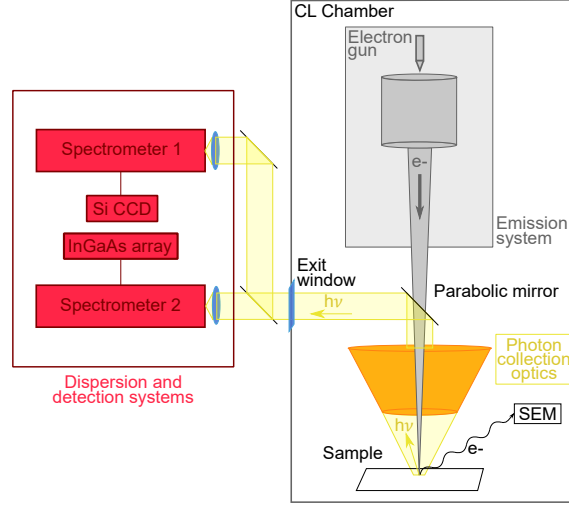 CL Chamber
Electron
gun
e-
Emission
system
Spectrometer 1
Si CCD
InGaAs array
Spectrometer 2
Dispersion and
detection systems
Exit
window
hν
Parabolic mirror
Photon
collection
optics
hν
SEM
e-
Sample